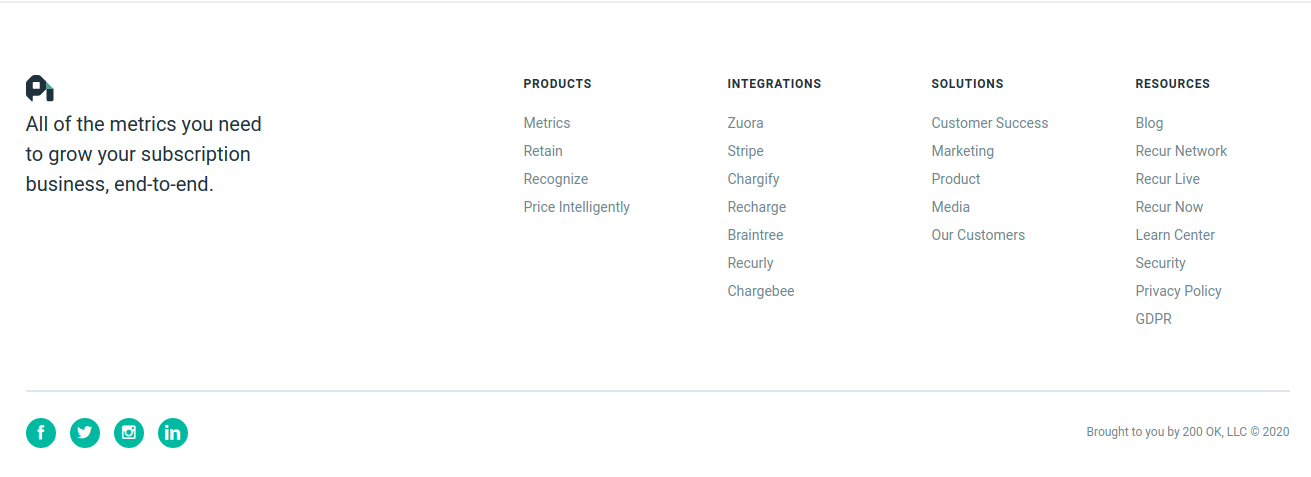 All of the metrics you need
to grow your subscription
business, end-to-end.
PRODUCTS
Metrics
Retain
Recognize
Price Intelligently
INTEGRATIONS
Zuora
Stripe
Chargify
Recharge
Braintree
Recurly
Chargebee
SOLUTIONS
Customer Success
Marketing
Product
Media
Our Customers
RESOURCES
Blog
Recur Network
Recur Live
Recur Now
Learn Center
Security
Privacy Policy
GDPR
Brought to you by 200 OK, LLC © 2020